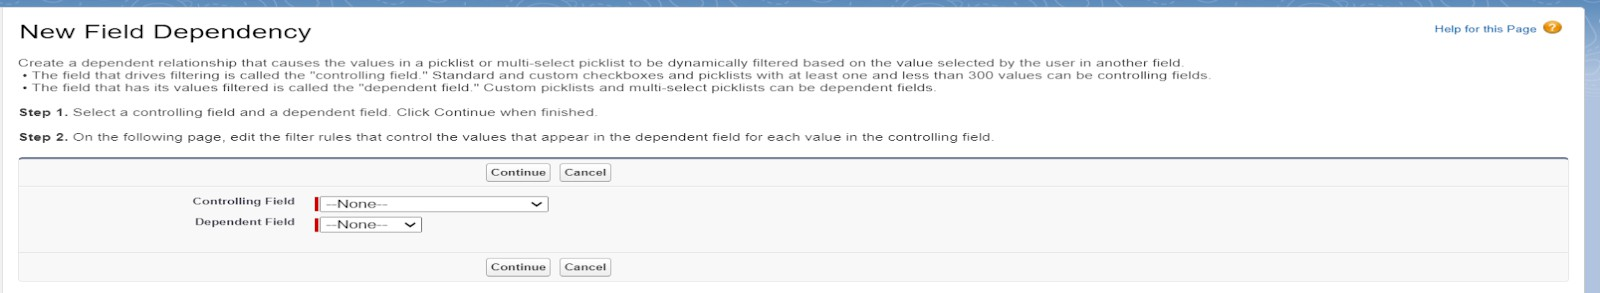 New Field Dependency
Help for this Page ?
Create a dependent relationship that causes the values in a picklist or multi-select picklist to be dynamically filtered based on the value selected by the user in another field.
• The field that drives filtering is called the "controlling field." Standard and custom checkboxes and picklists with at least one and less than 300 values can be controlling fields.
• The field that has its values filtered is called the "dependent field." Custom picklists and multi-select picklists can be dependent fields.
Step 1. Select a controlling field and a dependent field. Click Continue when finished.
Step 2. On the following page, edit the filter rules that control the values that appear in the dependent field for each value in the controlling field.
Continue Cancel
Controlling Field --None--
Dependent Field --None--
Continue Cancel